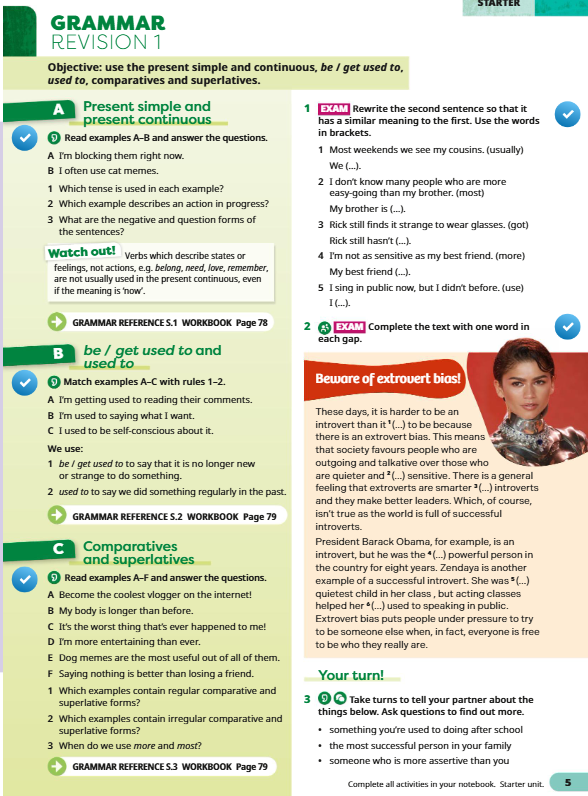 STARTER
GRAMMAR
REVISION 1
Objective: use the present simple and continuous, be / get used to,
used to, comparatives and superlatives.
A Present simple and
present continuous
Read examples A–B and answer the questions.
A I'm blocking them right now.
B I often use cat memes.
1 Which tense is used in each example?
2 Which example describes an action in progress?
3 What are the negative and question forms of
the sentences?
Watch out! Verbs which describe states or
feelings, not actions, e.g. belong, need, love, remember,
are not usually used in the present continuous, even
if the meaning is 'now'.
GRAMMAR REFERENCE S.1 WORKBOOK Page 78
B be / get used to and
used to
Match examples A–C with rules 1–2.
A I'm getting used to reading their comments.
B I'm used to saying what I want.
C I used to be self-conscious about it.
We use:
1 be / get used to to say that it is no longer new
or strange to do something.
2 used to to say we did something regularly in the past.
GRAMMAR REFERENCE S.2 WORKBOOK Page 79
C Comparatives
and superlatives
Read examples A–F and answer the questions.
A Become the coolest vlogger on the internet!
B My body is longer than before.
C It's the worst thing that's ever happened to me!
D I'm more entertaining than ever.
E Dog memes are the most useful out of all of them.
F Saying nothing is better than losing a friend.
1 Which examples contain regular comparative and
superlative forms?
2 Which examples contain irregular comparative and
superlative forms?
3 When do we use more and most?
GRAMMAR REFERENCE S.3 WORKBOOK Page 79
1 EXAM Rewrite the second sentence so that it
has a similar meaning to the first. Use the words
in brackets.
1 Most weekends we see my cousins. (usually)
We (...).
2 I don't know many people who are more
easy-going than my brother. (most)
My brother is (...).
3 Rick still finds it strange to wear glasses. (got)
Rick still hasn't (...).
4 I'm not as sensitive as my best friend. (more)
My best friend (...).
5 I sing in public now, but I didn't before. (use)
I (...).
2 EXAM Complete the text with one word in
each gap.
Beware of extrovert bias!
These days, it is harder to be an
introvert than it ¹(...) to be because
there is an extrovert bias. This means
that society favours people who are
outgoing and talkative over those who
are quieter and ²(...) sensitive. There is a general
feeling that extroverts are smarter ³(...) introverts
and they make better leaders. Which, of course,
isn't true as the world is full of successful
introverts.
President Barack Obama, for example, is an
introvert, but he was the ⁴(...) powerful person in
the country for eight years. Zendaya is another
example of a successful introvert. She was ⁵(...)
quietest child in her class , but acting classes
helped her ⁶(...) used to speaking in public.
Extrovert bias puts people under pressure to try
to be someone else when, in fact, everyone is free
to be who they really are.
Your turn!
3 Take turns to tell your partner about the
things below. Ask questions to find out more.
• something you're used to doing after school
• the most successful person in your family
• someone who is more assertive than you
Complete all activities in your notebook. Starter unit. 5